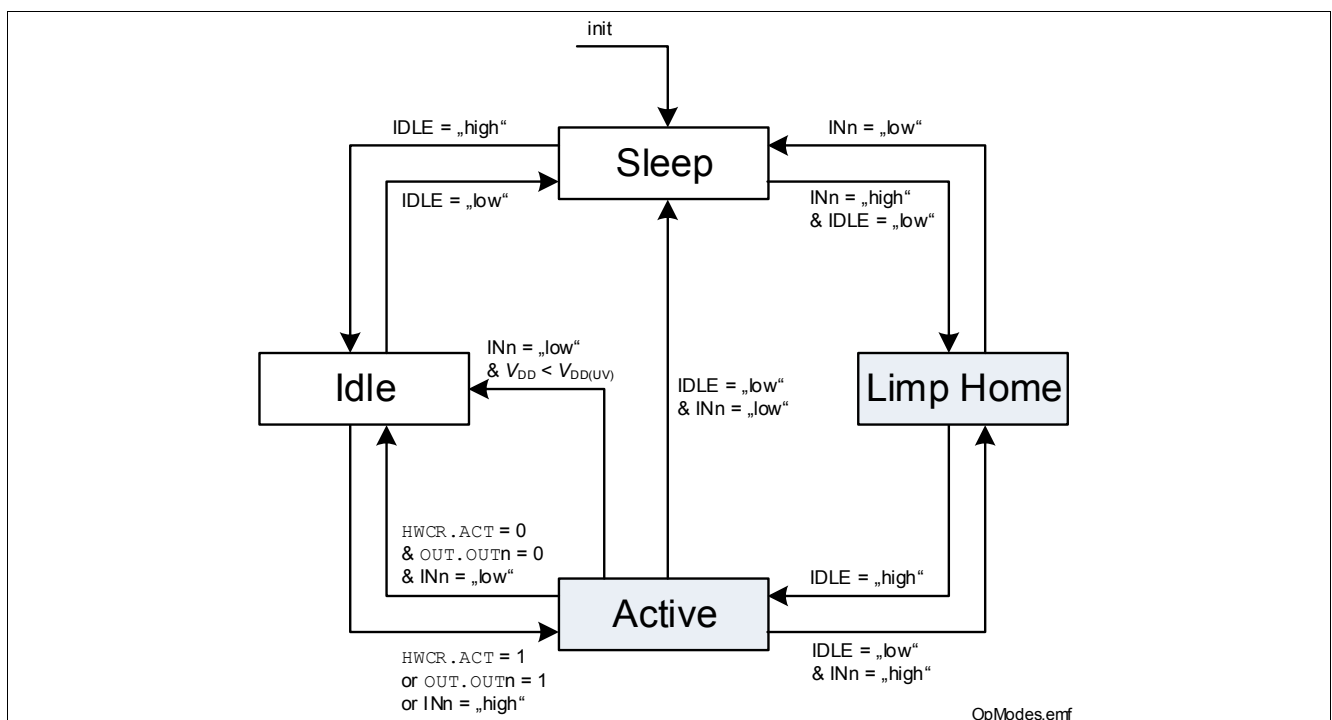 init
IDLE = „high“
INn = „low“
Sleep
IDLE = „low“
INn = „high“
& IDLE = „low“
INn = „low“
& VDD < VDD(UV)
Idle
IDLE = „low“
& INn = „low“
Limp Home
HWCR.ACT = 0
& OUT.OUTn = 0
& INn = „low“
IDLE = „high“
Active
HWCR.ACT = 1
or OUT.OUTn = 1
or INn = „high“
IDLE = „low“
& INn = „high“
OpModes.emf